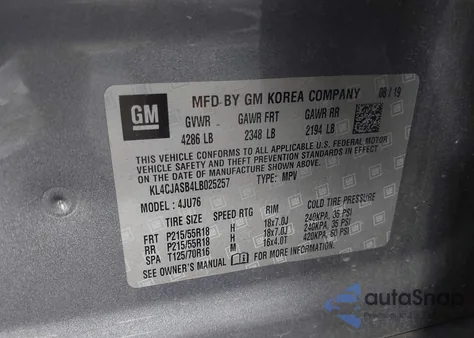 GM
MFD BY GM KOREA COMPANY 08/19
GVWR GAWR FRT GAWR RR
4286 LB 2348 LB 2194 LB
THIS VEHICLE CONFORMS TO ALL APPLICABLE U.S. FEDERAL MOTOR
VEHICLE SAFETY AND THEFT PREVENTION STANDARDS IN EFFECT
ON THE DATE OF MANUFACTURE SHOWN ABOVE.
KL4CJASB4LB025257 TYPE: MPV
MODEL : 4JU76
TIRE SIZE SPEED RTG RIM COLD TIRE PRESSURE
FRT P215/55R18 H 18x7.0J 240KPA, 35 PSI
RR P215/55R18 H 18x7.0J 240KPA, 35 PSI
SPA T125/70R16 M 16x4.0T 420KPA, 60 PSI
SEE OWNER'S MANUAL FOR MORE INFORMATION
autoSnap